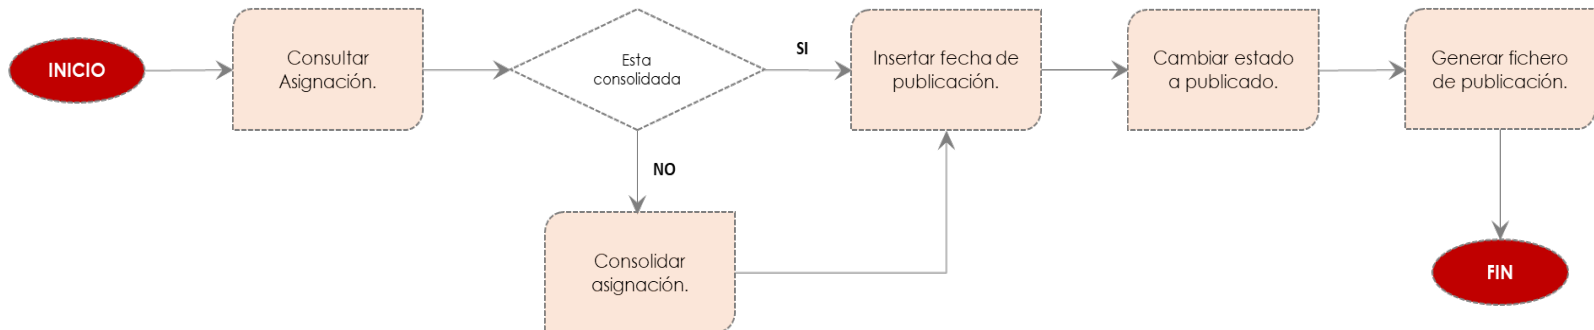 INICIO
Consultar
Asignación.
Esta
consolidada
SI
Insertar fecha de
publicación.
Cambiar estado
a publicado.
Generar fichero
de publicación.
NO
Consolidar
asignación.
FIN